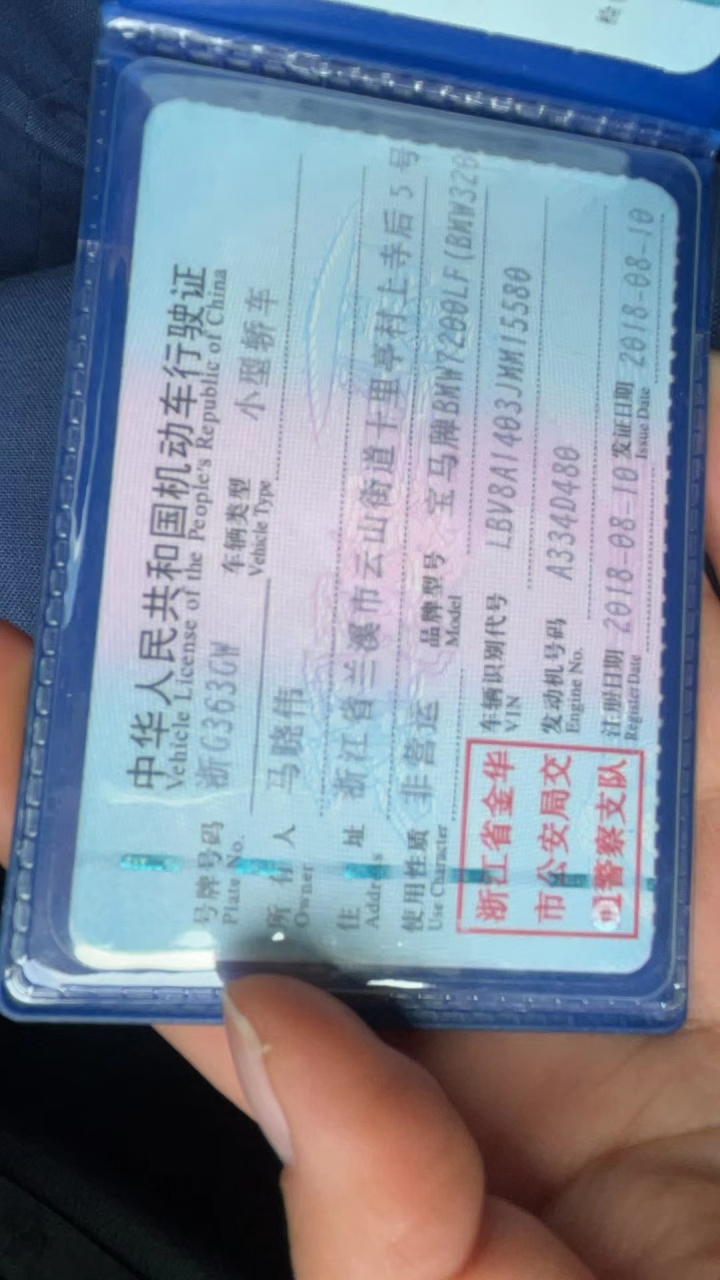 中华人民共和国机动车行驶证
Vehicle License of the People's Republic of China
号牌号码 浙G363GW 车辆类型 小型轿车
Plate No. Vehicle Type
所有人 马晓伟
Owner
住址 浙江省兰溪市云山街道十里亭村上寺后5号
Address
使用性质 非营运 品牌型号 宝马牌BMW7200LF(BMW320
Use Character Model
浙江省金华
市公安局交
警察支队
车辆识别代号 LBV8A1403JMM15580
VIN
发动机号码 A334D480
Engine No.
注册日期 2018-08-10 发证日期 2018-08-10
Register Date Issue Date